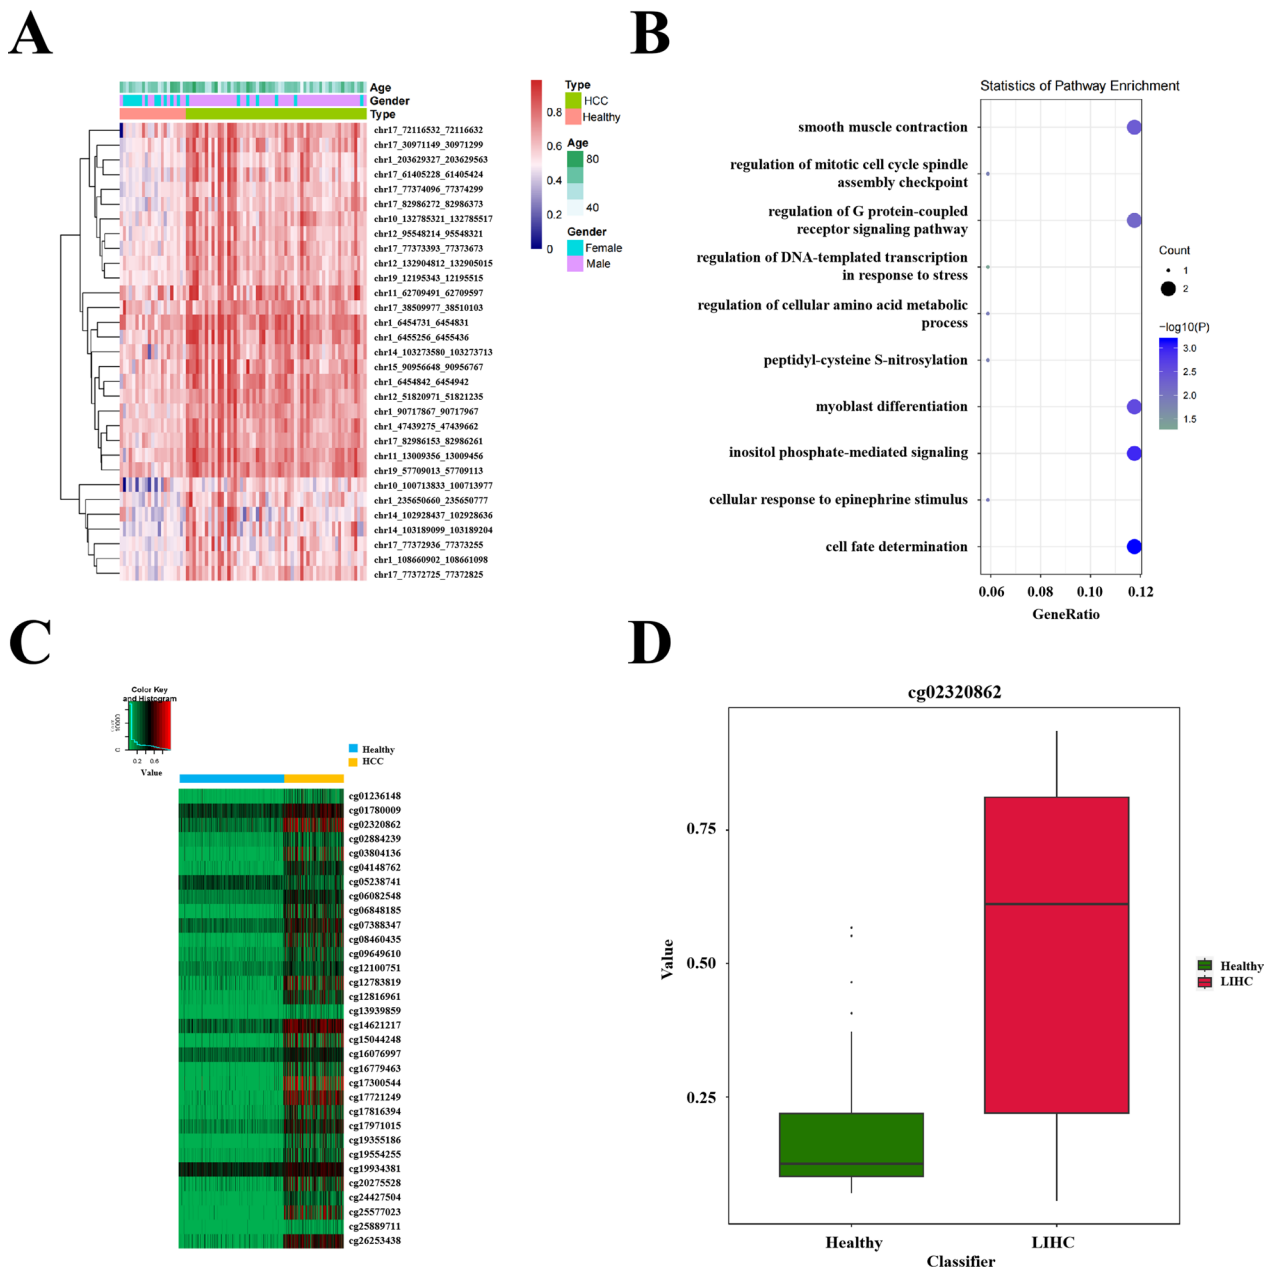 A
Age
Gender
Type
chr17_72116532_72116632
chr17_30971149_30971299
chr1_203629327_203629563
chr17_61405228_61405424
chr17_77374096_77374299
chr17_82986272_82986373
chr10_132785321_132785517
chr12_95548214_95548321
chr17_77373393_77373673
chr12_132904812_132905015
chr19_12195343_12195515
chr11_62709491_62709597
chr17_38509977_38510103
chr1_6454731_6454831
chr1_6455256_6455436
chr14_103273580_103273713
chr15_90956648_90956767
chr1_6454842_6454942
chr12_51820971_51821235
chr1_90717867_90717967
chr1_47439275_47439662
chr17_82986153_82986261
chr11_13009356_13009456
chr19_57709013_57709113
chr10_100713833_100713977
chr1_235650660_235650777
chr14_102928437_102928636
chr14_103189099_103189204
chr17_77372936_77373255
chr1_108660902_108661098
chr17_77372725_77372825
0.8
0.6
0.4
0.2
0
Type
HCC
Healthy
Age
80
40
Gender
Female
Male
B
Statistics of Pathway Enrichment
smooth muscle contraction
regulation of mitotic cell cycle spindle
assembly checkpoint
regulation of G protein-coupled
receptor signaling pathway
regulation of DNA-templated transcription
in response to stress
regulation of cellular amino acid metabolic
process
peptidyl-cysteine S-nitrosylation
myoblast differentiation
inositol phosphate-mediated signaling
cellular response to epinephrine stimulus
cell fate determination
0.06 0.08 0.10 0.12
GeneRatio
Count
1
2
−log10(P)
3.0
2.5
2.0
1.5
C
Color Key
and Histogram
0.2 0.6
Value
Healthy
HCC
cg01236148
cg01780009
cg02320862
cg02884239
cg03804136
cg04148762
cg05238741
cg06082548
cg06848185
cg07388347
cg08460435
cg09649610
cg12100751
cg12783819
cg12816961
cg13939859
cg14621217
cg15044248
cg16076997
cg16779463
cg17300544
cg17721249
cg17816394
cg17971015
cg19355186
cg19554255
cg19934381
cg20275528
cg24427504
cg25577023
cg25889711
cg26253438
D
cg02320862
0.75
0.50
0.25
Value
Healthy LIHC
Classifier
Healthy
LIHC